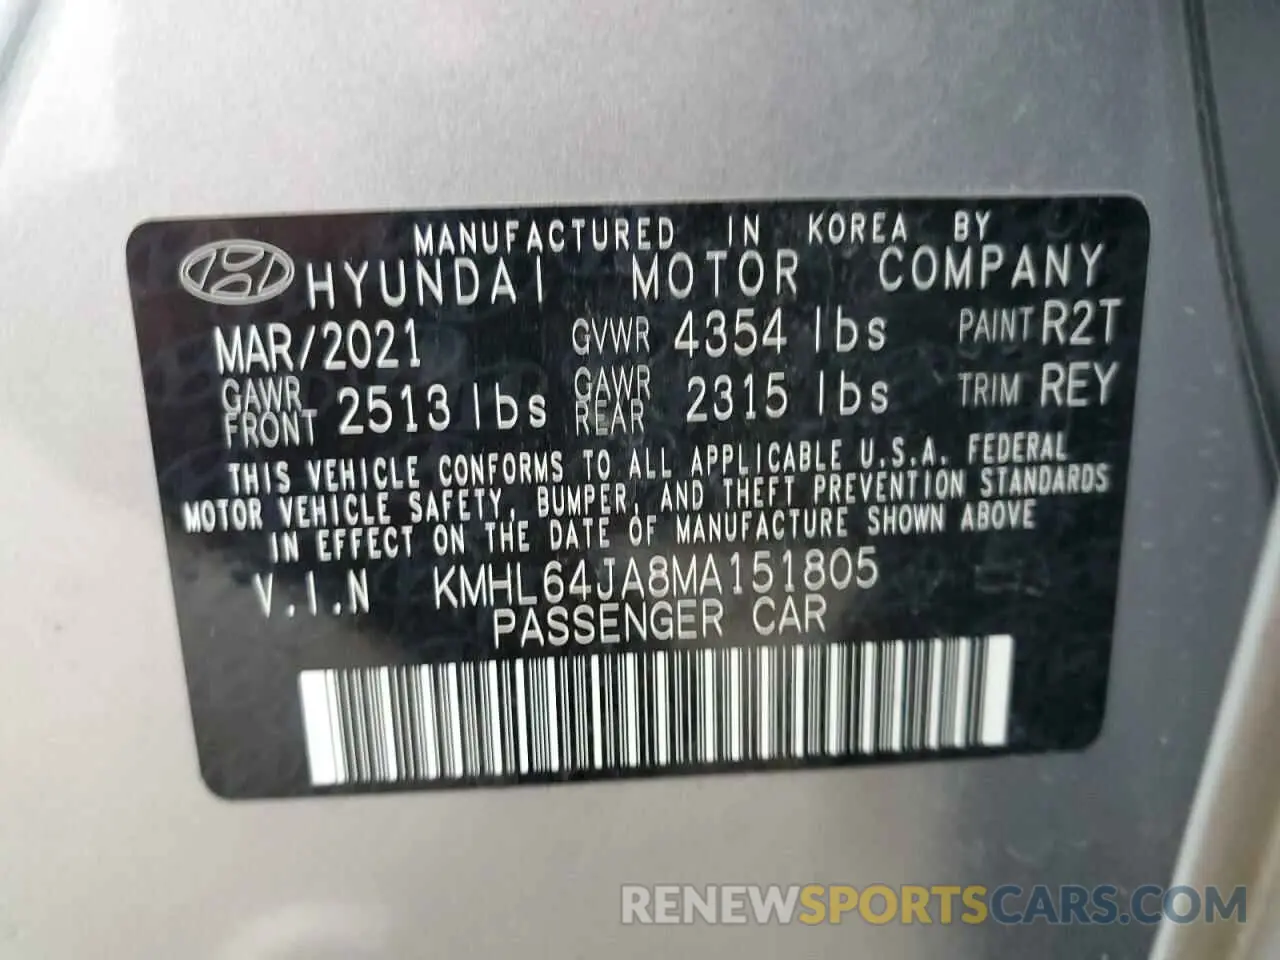 MANUFACTURED IN KOREA BY
HYUNDAI MOTOR COMPANY
MAR/2021 GVWR 4354 lbs PAINT R2T
GAWR FRONT 2513 lbs GAWR REAR 2315 lbs TRIM REY
THIS VEHICLE CONFORMS TO ALL APPLICABLE U.S.A. FEDERAL
MOTOR VEHICLE SAFETY, BUMPER, AND THEFT PREVENTION STANDARDS
IN EFFECT ON THE DATE OF MANUFACTURE SHOWN ABOVE
V.I.N KMHL64JA8MA151805
PASSENGER CAR
RENEWSPORTSCARS.COM